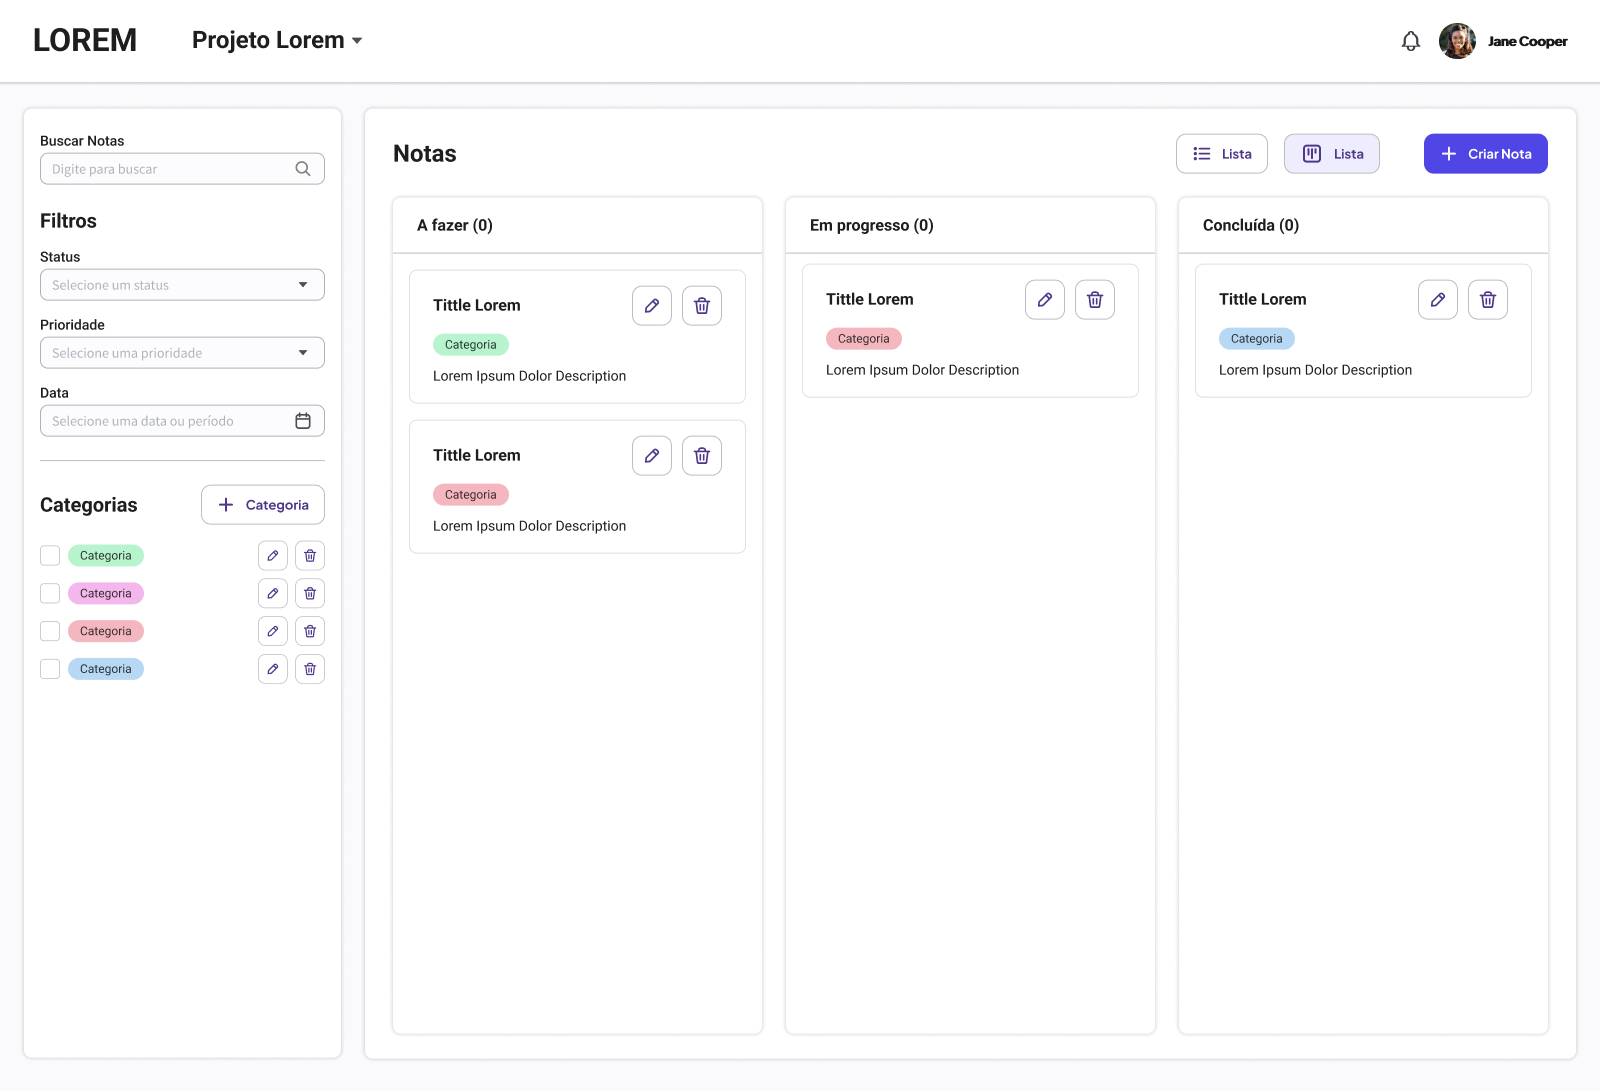 LOREM
Projeto Lorem
Jane Cooper
Buscar Notas
Digite para buscar
Filtros
Status
Selecione um status
Prioridade
Selecione uma prioridade
Data
Selecione uma data ou período
Categorias
Categoria
Categoria
Categoria
Categoria
Categoria
Notas
Lista
Lista
Criar Nota
A fazer (0)
Tittle Lorem
Categoria
Lorem Ipsum Dolor Description
Tittle Lorem
Categoria
Lorem Ipsum Dolor Description
Em progresso (0)
Tittle Lorem
Categoria
Lorem Ipsum Dolor Description
Concluída (0)
Tittle Lorem
Categoria
Lorem Ipsum Dolor Description